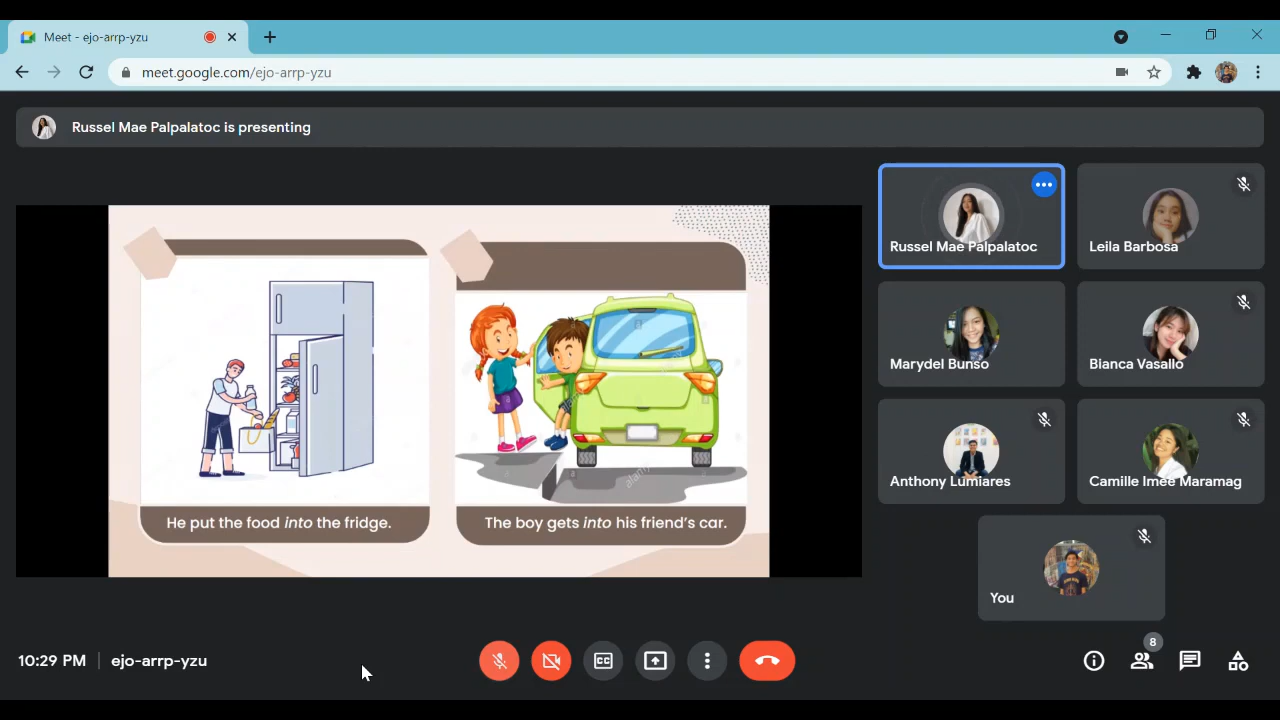 Meet - ejo-arrp-yzu
meet.google.com/ejo-arrp-yzu
Russel Mae Palpalatoc is presenting
Russel Mae Palpalatoc
Leila Barbosa
Marydel Bunso
Bianca Vasallo
Anthony Lumiares
Camille Imee Maramag
You
alamy
He put the food into the fridge.
The boy gets into his friend's car.
10:29 PM
ejo-arrp-yzu
CC
8